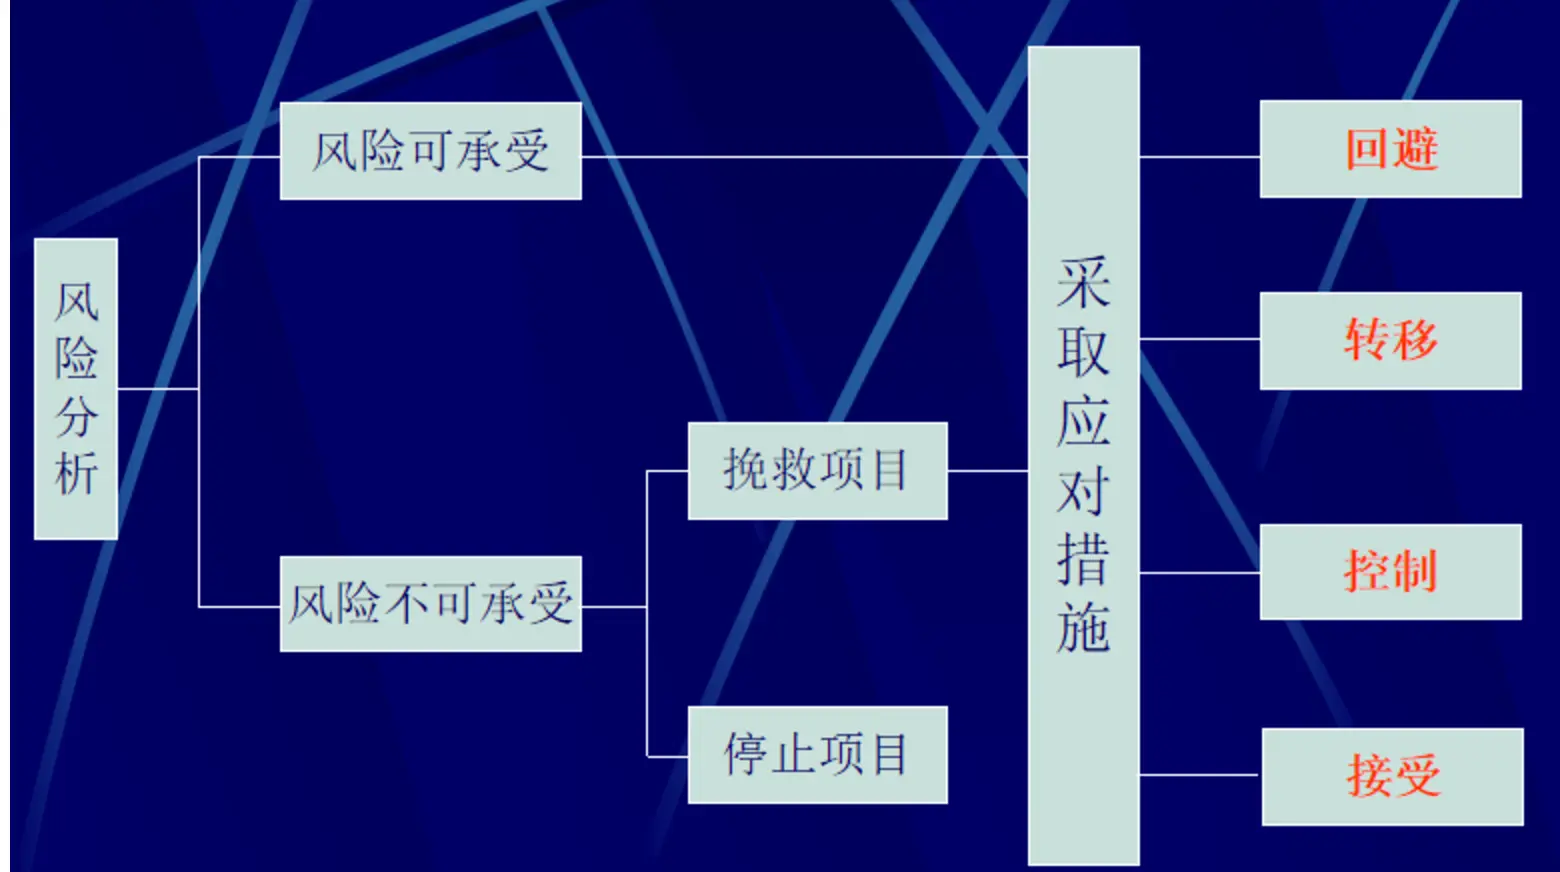 风险分析
风险可承受
风险不可承受
挽救项目
停止项目
采取应对措施
回避
转移
控制
接受